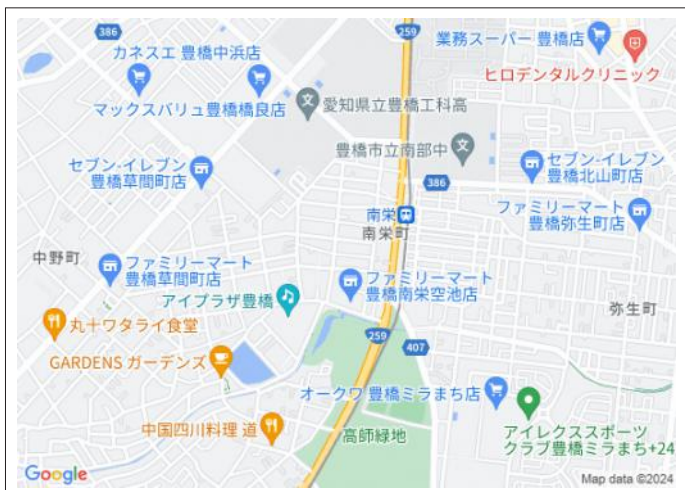 259
386
カネスエ 豊橋中浜店
業務スーパー 豊橋店
ヒロデンタルクリニック
マックスバリュ豊橋橋良店
愛知県立豊橋工科高
豊橋市立南部中
セブン-イレブン
豊橋草間町店
セブン-イレブン
豊橋北山町店
386
南栄
南栄町
ファミリーマート
豊橋弥生町店
中野町
ファミリーマート
豊橋草間町店
アイプラザ豊橋
ファミリーマート
豊橋南栄空池店
弥生町
丸十ワタライ食堂
259
407
GARDENS ガーデンズ
オークワ 豊橋ミラまち店
中国四川料理 道
高師緑地
アイレクススポーツ
クラブ豊橋ミラまち+24
Google
Map data ©2024